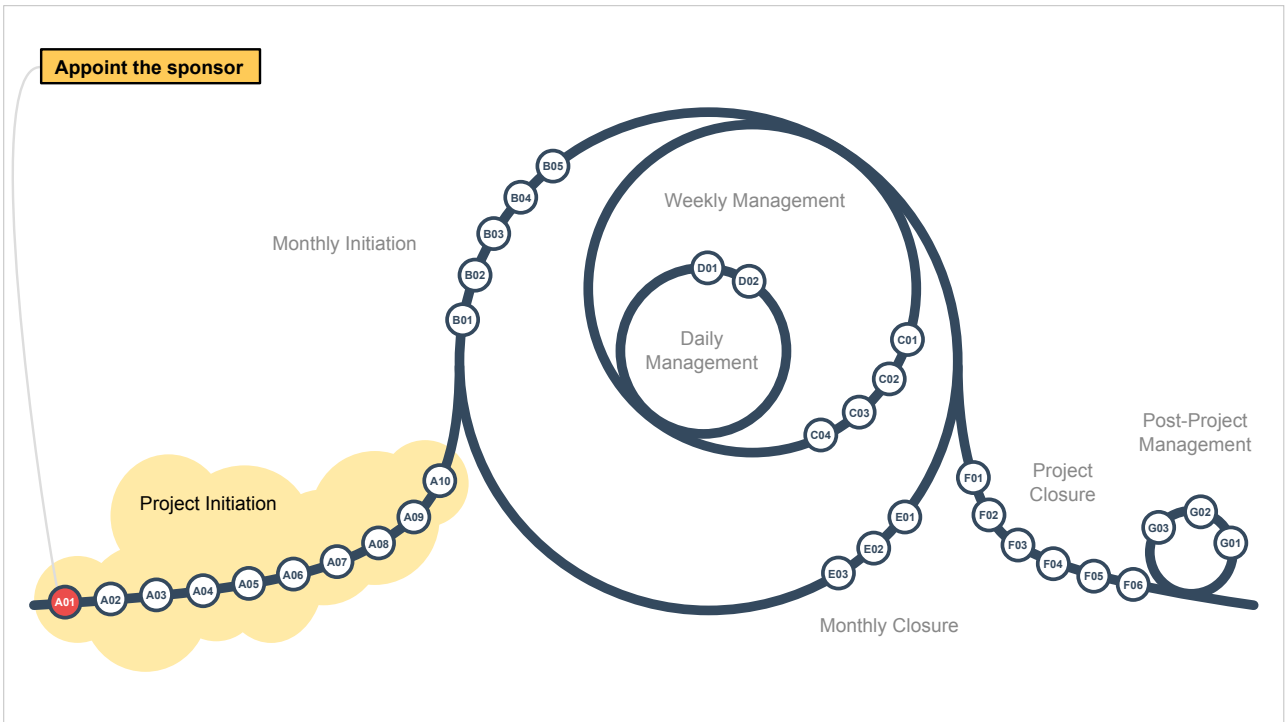 Appoint the sponsor
Monthly Initiation
B05
B04
B03
B02
B01
Weekly Management
D01
D02
Daily
Management
C01
C02
C03
C04
Project Initiation
A01
A02
A03
A04
A05
A06
A07
A08
A09
A10
E01
E02
E03
Monthly Closure
Project
Closure
F01
F02
F03
F04
F05
F06
Post-Project
Management
G03
G02
G01